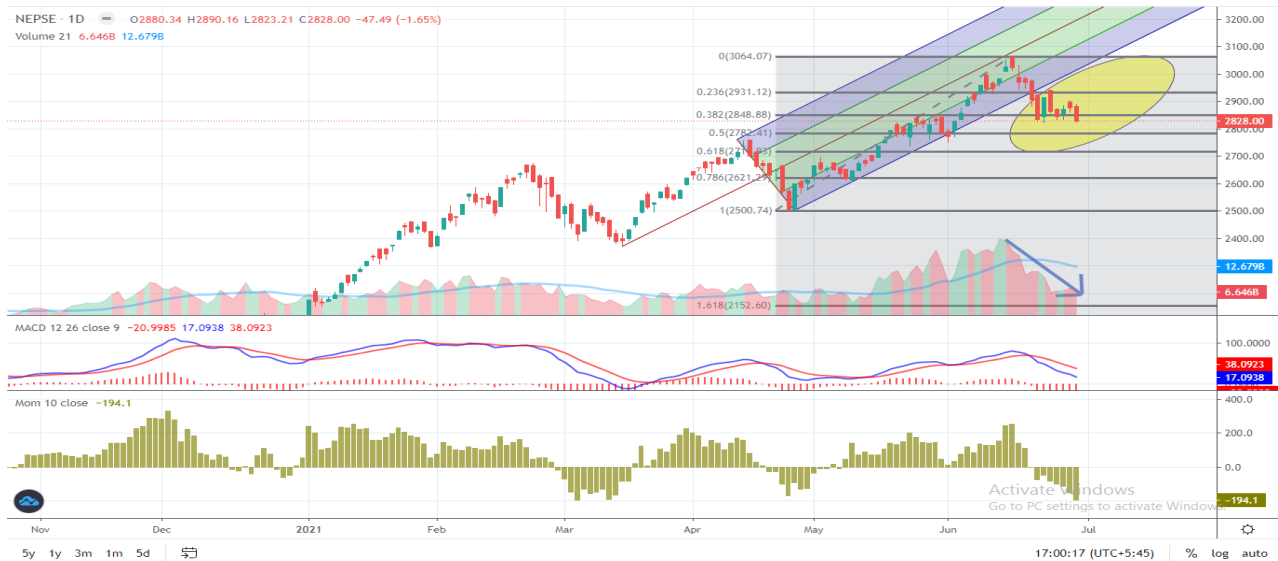 NEPSE · 1D O2880.34 H2890.16 L2823.21 C2828.00 −47.49 (−1.65%)
Volume 21 6.646B 12.679B
0(3064.07)
0.236(2931.12)
0.382(2848.88)
0.5(2782.41)
0.786(2621.29)
1(2500.74)
1.618(2152.60)
3200.00
3100.00
3000.00
2900.00
2828.00
2800.00
2700.00
2600.00
2500.00
2400.00
12.679B
6.646B
MACD 12 26 close 9 −20.9985 17.0938 38.0923
100.0000
38.0923
17.0938
Mom 10 close −194.1
400.0
200.0
0.0
−194.1
Activate Windows
Go to PC settings to activate Windows.
Nov Dec 2021 Feb Mar Apr May Jun Jul
5y 1y 3m 1m 5d 17:00:17 (UTC+5:45) % log auto